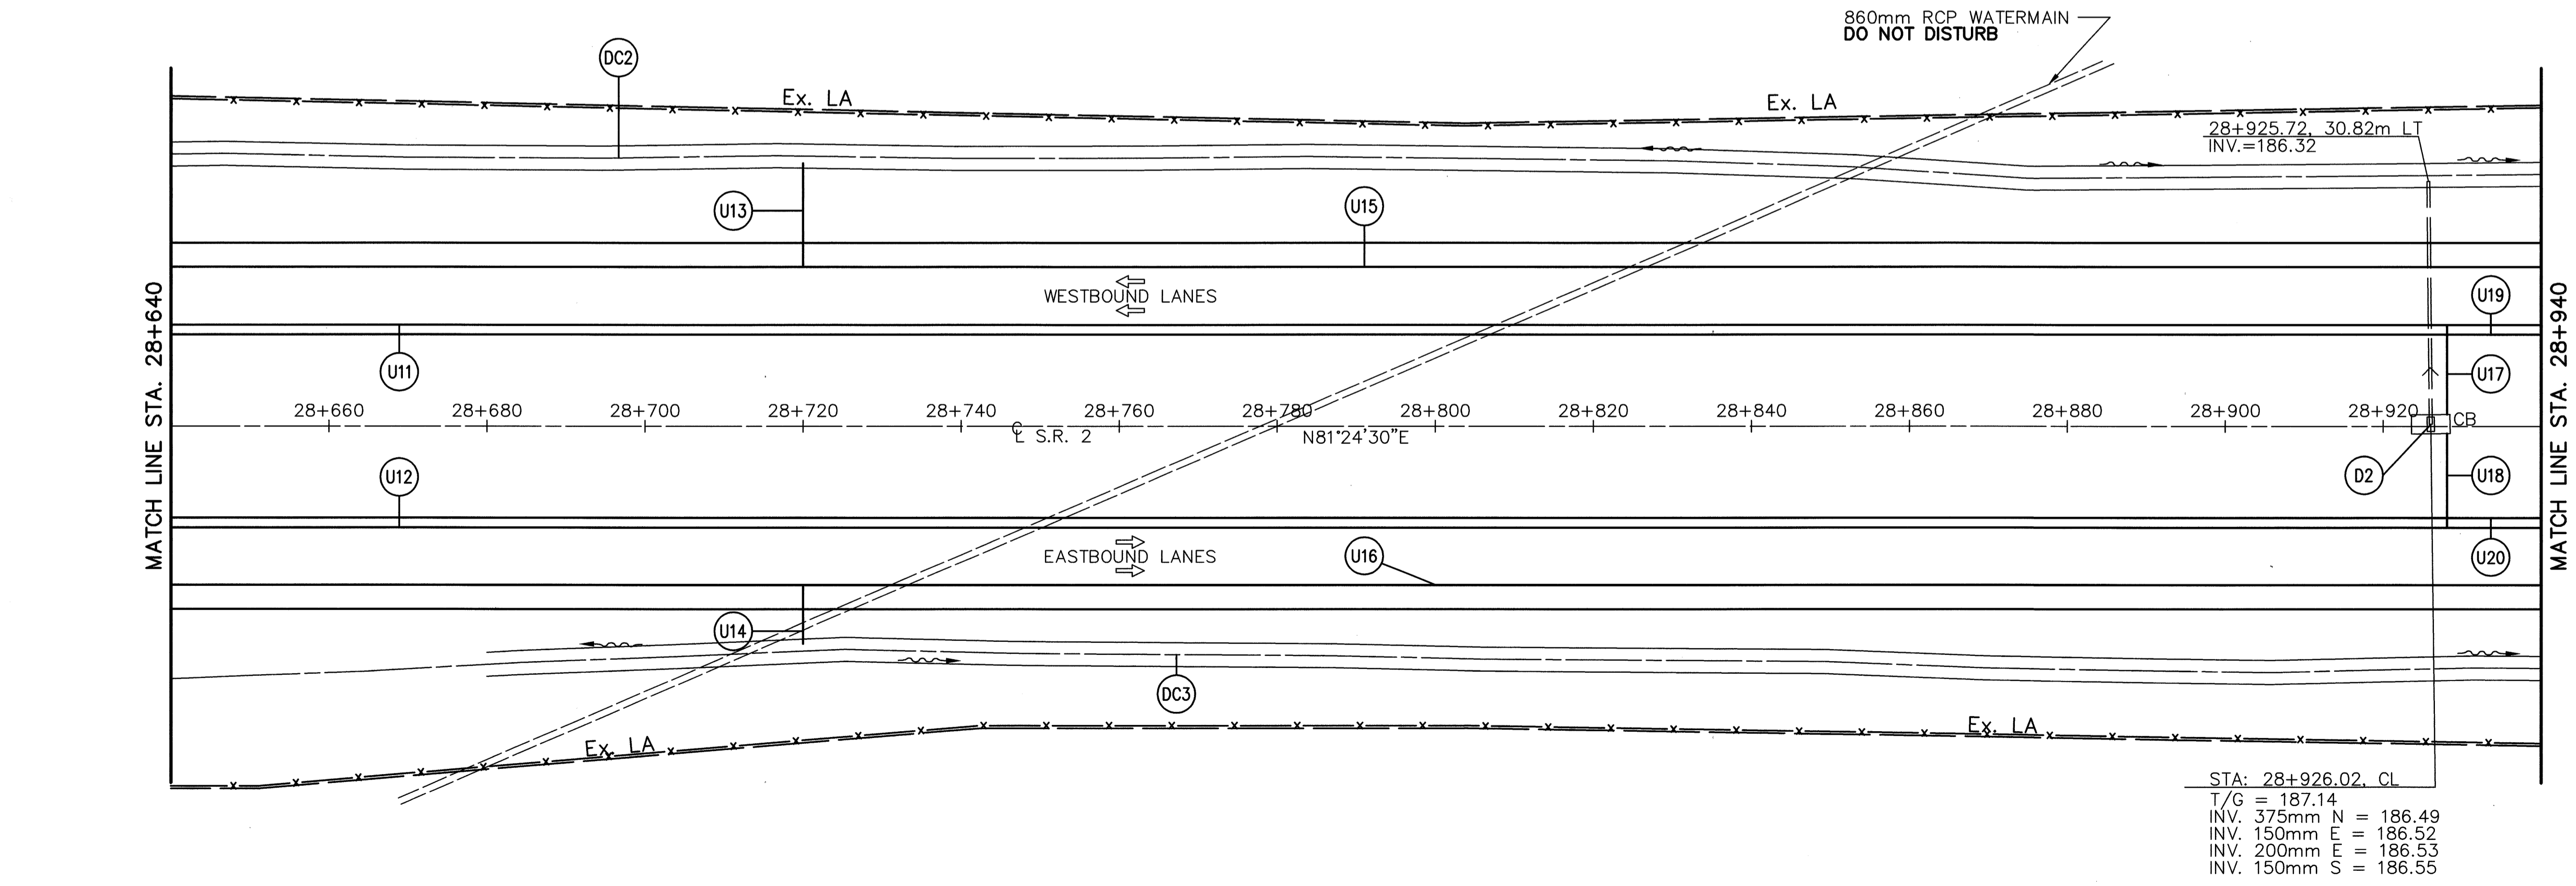 860mm RCP WATERMAIN
DO NOT DISTURB
DC2
Ex. LA
Ex. LA
28+925.72, 30.82m LT
INV.=186.32
U13
U15
WESTBOUND LANES
U19
U11
U17
MATCH LINE STA. 28+640
MATCH LINE STA. 28+940
28+660
28+680
28+700
28+720
28+740
28+760
28+780
28+800
28+820
28+840
28+860
28+880
28+900
28+920
CB
℄ S.R. 2
N81°24'30"E
U12
D2
U18
EASTBOUND LANES
U16
U20
U14
DC3
Ex. LA
Ex. LA
STA: 28+926.02, CL
T/G = 187.14
INV. 375mm N = 186.49
INV. 150mm E = 186.52
INV. 200mm E = 186.53
INV. 150mm S = 186.55